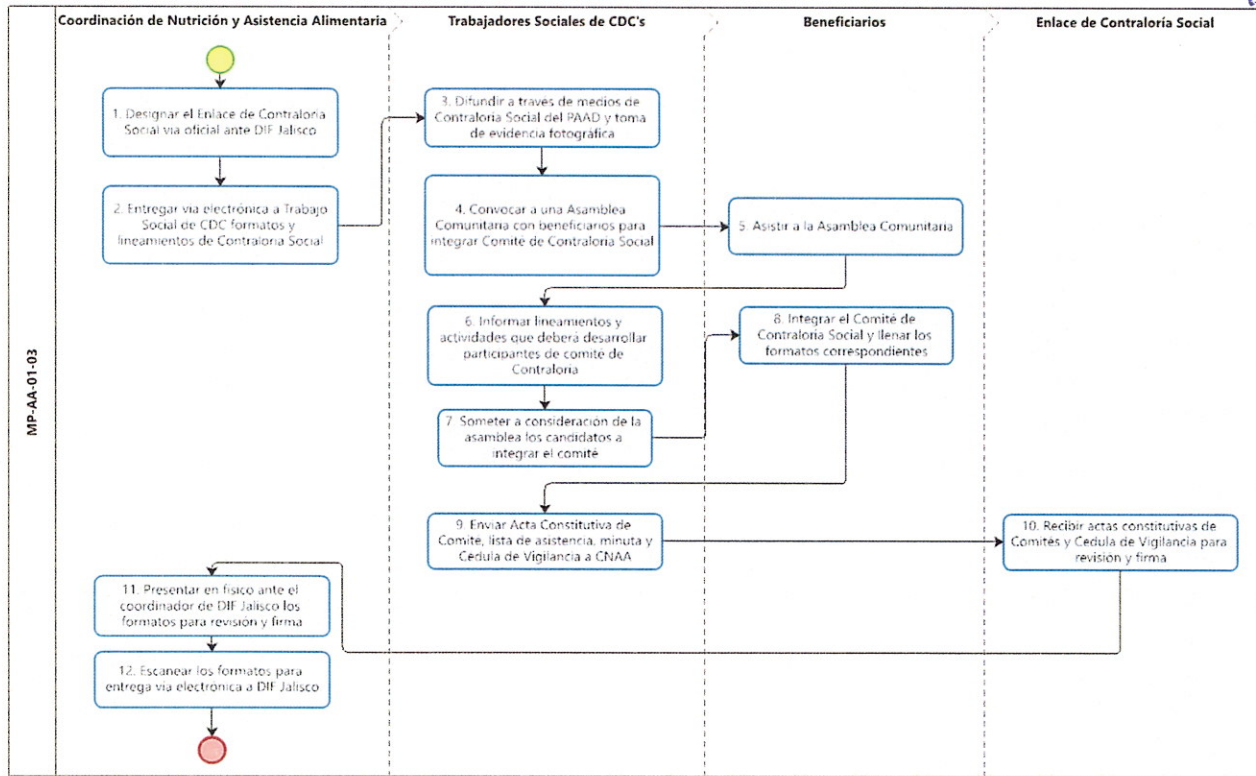 Coordinación de Nutrición y Asistencia Alimentaria
Trabajadores Sociales de CDC's
Beneficiarios
Enlace de Contraloría Social
MP-AA-01-03
1. Designar el Enlace de Contraloría
Social via oficial ante DIF Jalisco
2. Entregar via electrónica a Trabajo
Social de CDC formatos y
lineamientos de Contraloría Social
3. Difundir a traves de medios de
Contraloría Social del PAAD y toma
de evidencia fotográfica
4. Convocar a una Asamblea
Comunitaria con beneficiarios para
integrar Comité de Contraloría Social
5. Asistir a la Asamblea Comunitaria
6. Informar lineamientos y
actividades que deberá desarrollar
participantes de comité de
Contraloría
7. Someter a consideración de la
asamblea los candidatos a
integrar el comité
8. Integrar el Comité de
Contraloría Social y llenar los
formatos correspondientes
9. Enviar Acta Constitutiva de
Comite, lista de asistencia, minuta y
Cedula de Vigilancia a CNAA
10. Recibir actas constitutivas de
Comités y Cedula de Vigilancia para
revisión y firma
11. Presentar en físico ante el
coordinador de DIF Jalisco los
formatos para revisión y firma
12. Escanear los formatos para
entrega via electrónica a DIF Jalisco